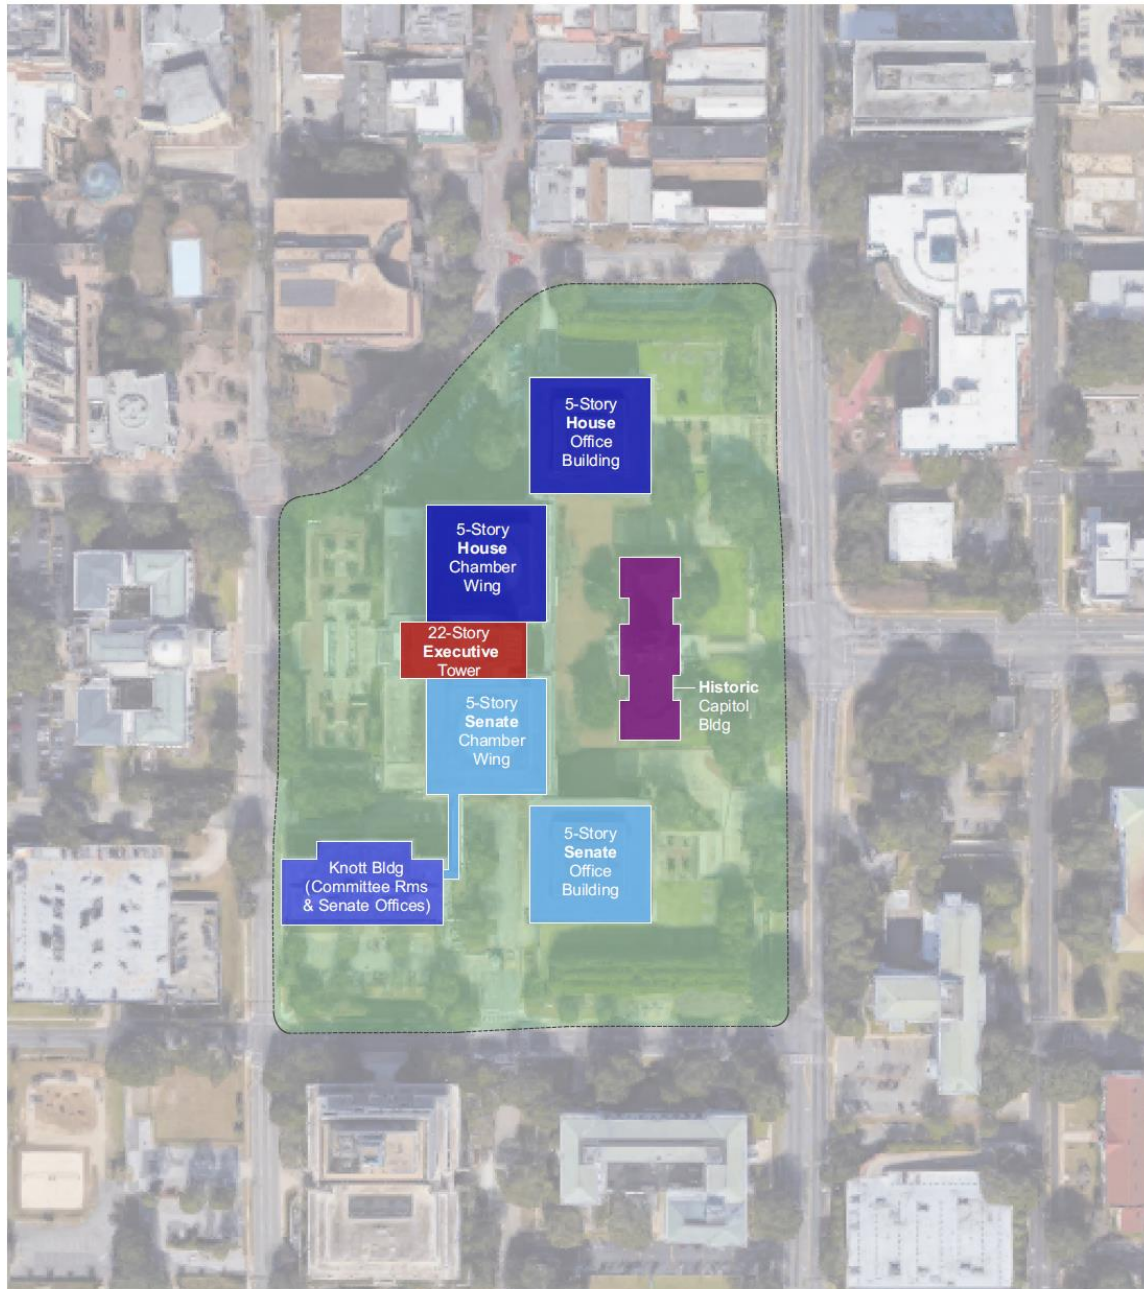 5-Story
House
Office
Building
5-Story
House
Chamber
Wing
22-Story
Executive
Tower
5-Story
Senate
Chamber
Wing
Historic
Capitol
Bldg
5-Story
Senate
Office
Building
Knott Bldg
(Committee Rms
& Senate Offices)